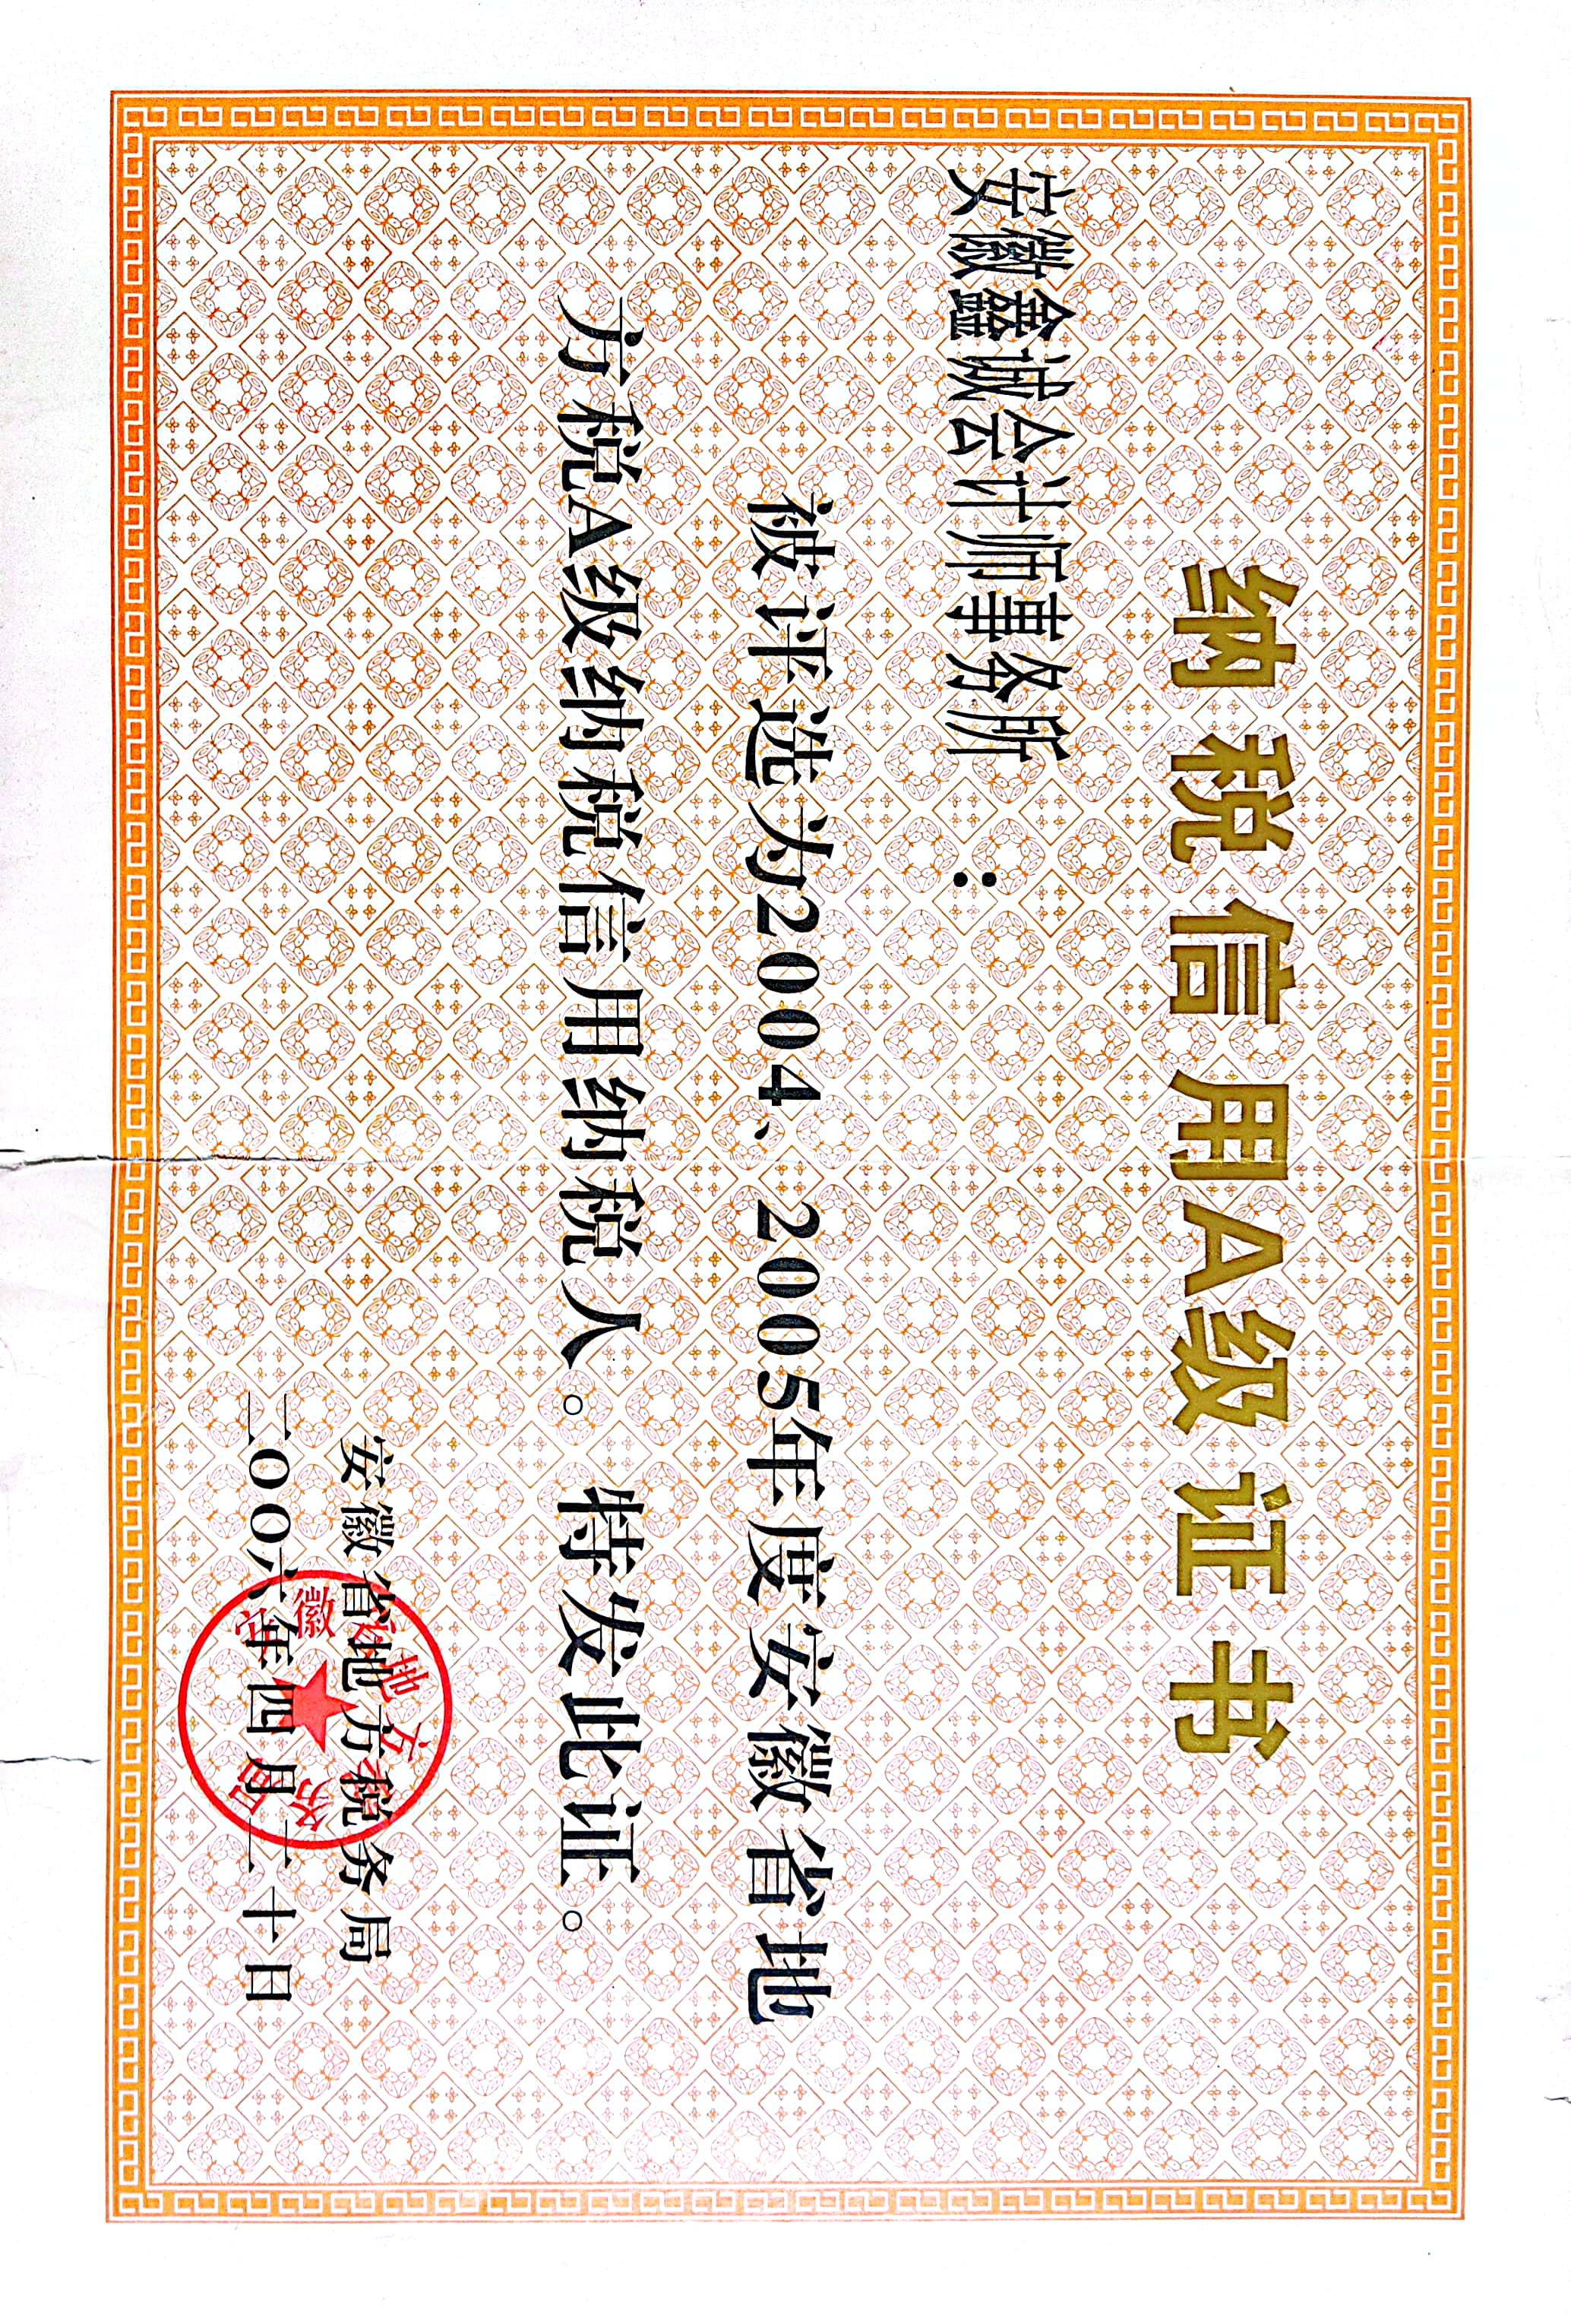 纳税信用A级证书
安徽鑫诚会计师事务所：
被评选为2004、2005年度安徽省地
方税A级纳税信用纳税人。特发此证。
安徽省地方税务局
二00六年四月二十日